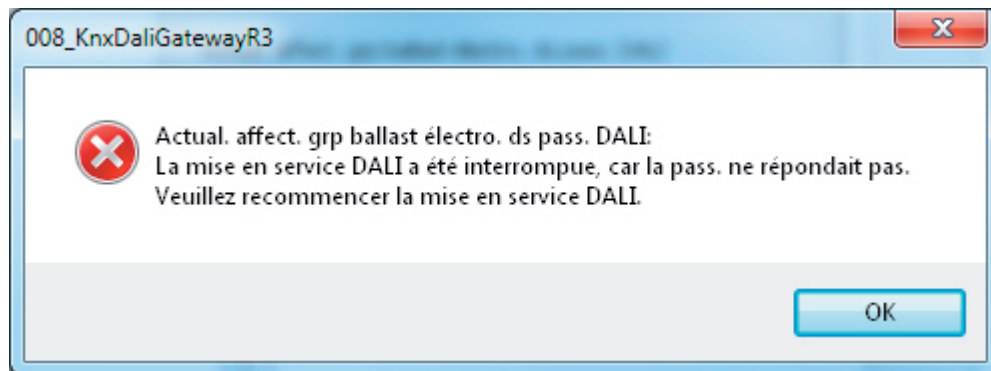 008_KnxDaliGatewayR3
Actual. affect. grp ballast électro. ds pass. DALI:
La mise en service DALI a été interrompue, car la pass. ne répondait pas.
Veuillez recommencer la mise en service DALI.
OK